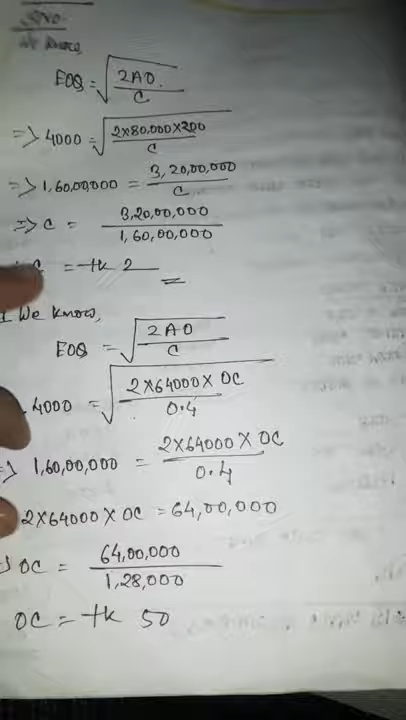 We know,
EOQ = √2AO/C
=> 4000 = √2×80,000×200/C
=> 1,60,00,000 = 3,20,00,000/C
=> C = 3,20,00,000/1,60,00,000
C = tk 2
We know,
EOQ = √2AO/C
4000 = √2×64000×OC/0.4
=> 1,60,00,000 = 2×64000×OC/0.4
2×64000×OC = 64,00,000
OC = 64,00,000/1,28,000
OC = tk 50